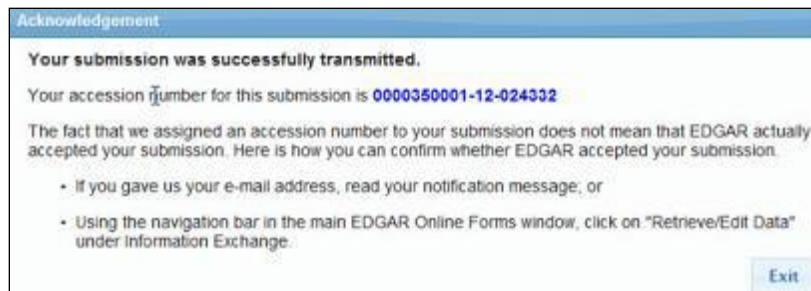 Acknowledgement
Your submission was successfully transmitted.
Your accession number for this submission is 0000350001-12-024332
The fact that we assigned an accession number to your submission does not mean that EDGAR actually
accepted your submission. Here is how you can confirm whether EDGAR accepted your submission.
• If you gave us your e-mail address, read your notification message; or
• Using the navigation bar in the main EDGAR Online Forms window, click on "Retrieve/Edit Data"
under Information Exchange.
Exit